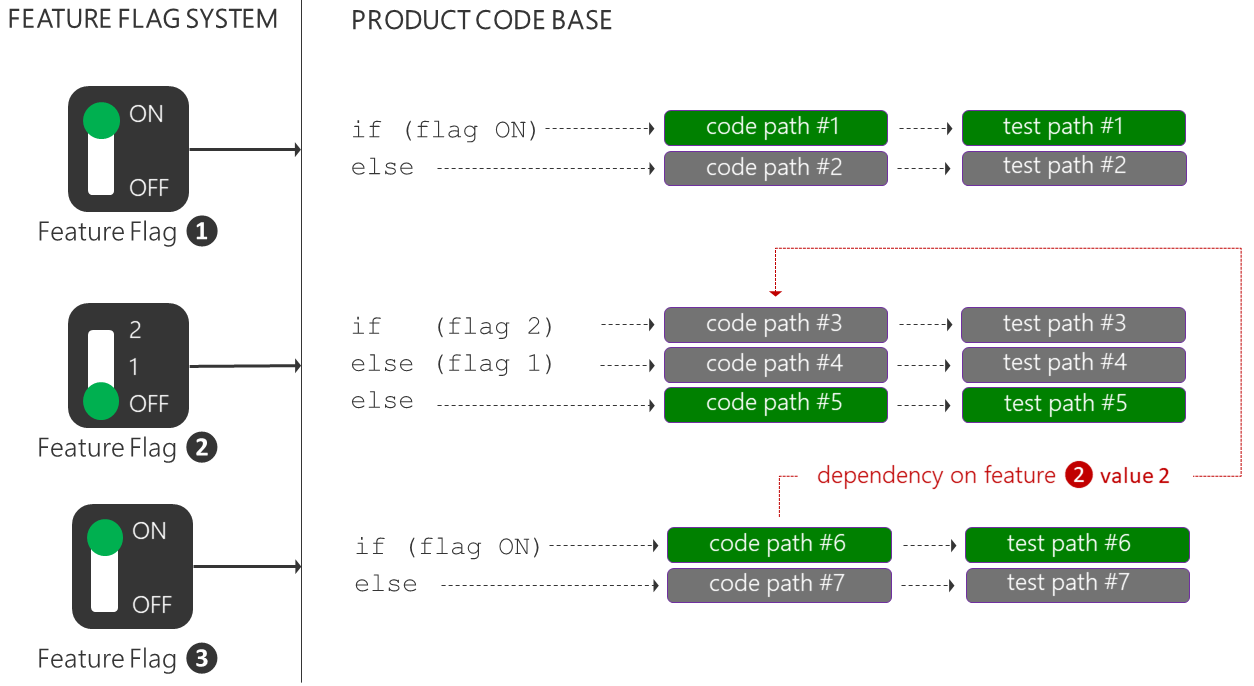 FEATURE FLAG SYSTEM
PRODUCT CODE BASE
ON
OFF
Feature Flag 1
if (flag ON)
code path #1
test path #1
else
code path #2
test path #2
2
1
OFF
Feature Flag 2
if (flag 2)
code path #3
test path #3
else (flag 1)
code path #4
test path #4
else
code path #5
test path #5
dependency on feature 2 value 2
ON
OFF
Feature Flag 3
if (flag ON)
code path #6
test path #6
else
code path #7
test path #7